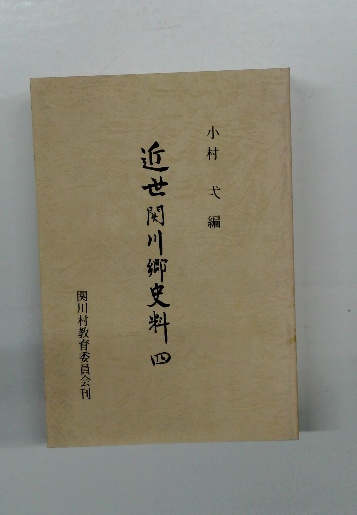 小村 弌 編
近世関川郷史料 四
関川村教育委員会刊